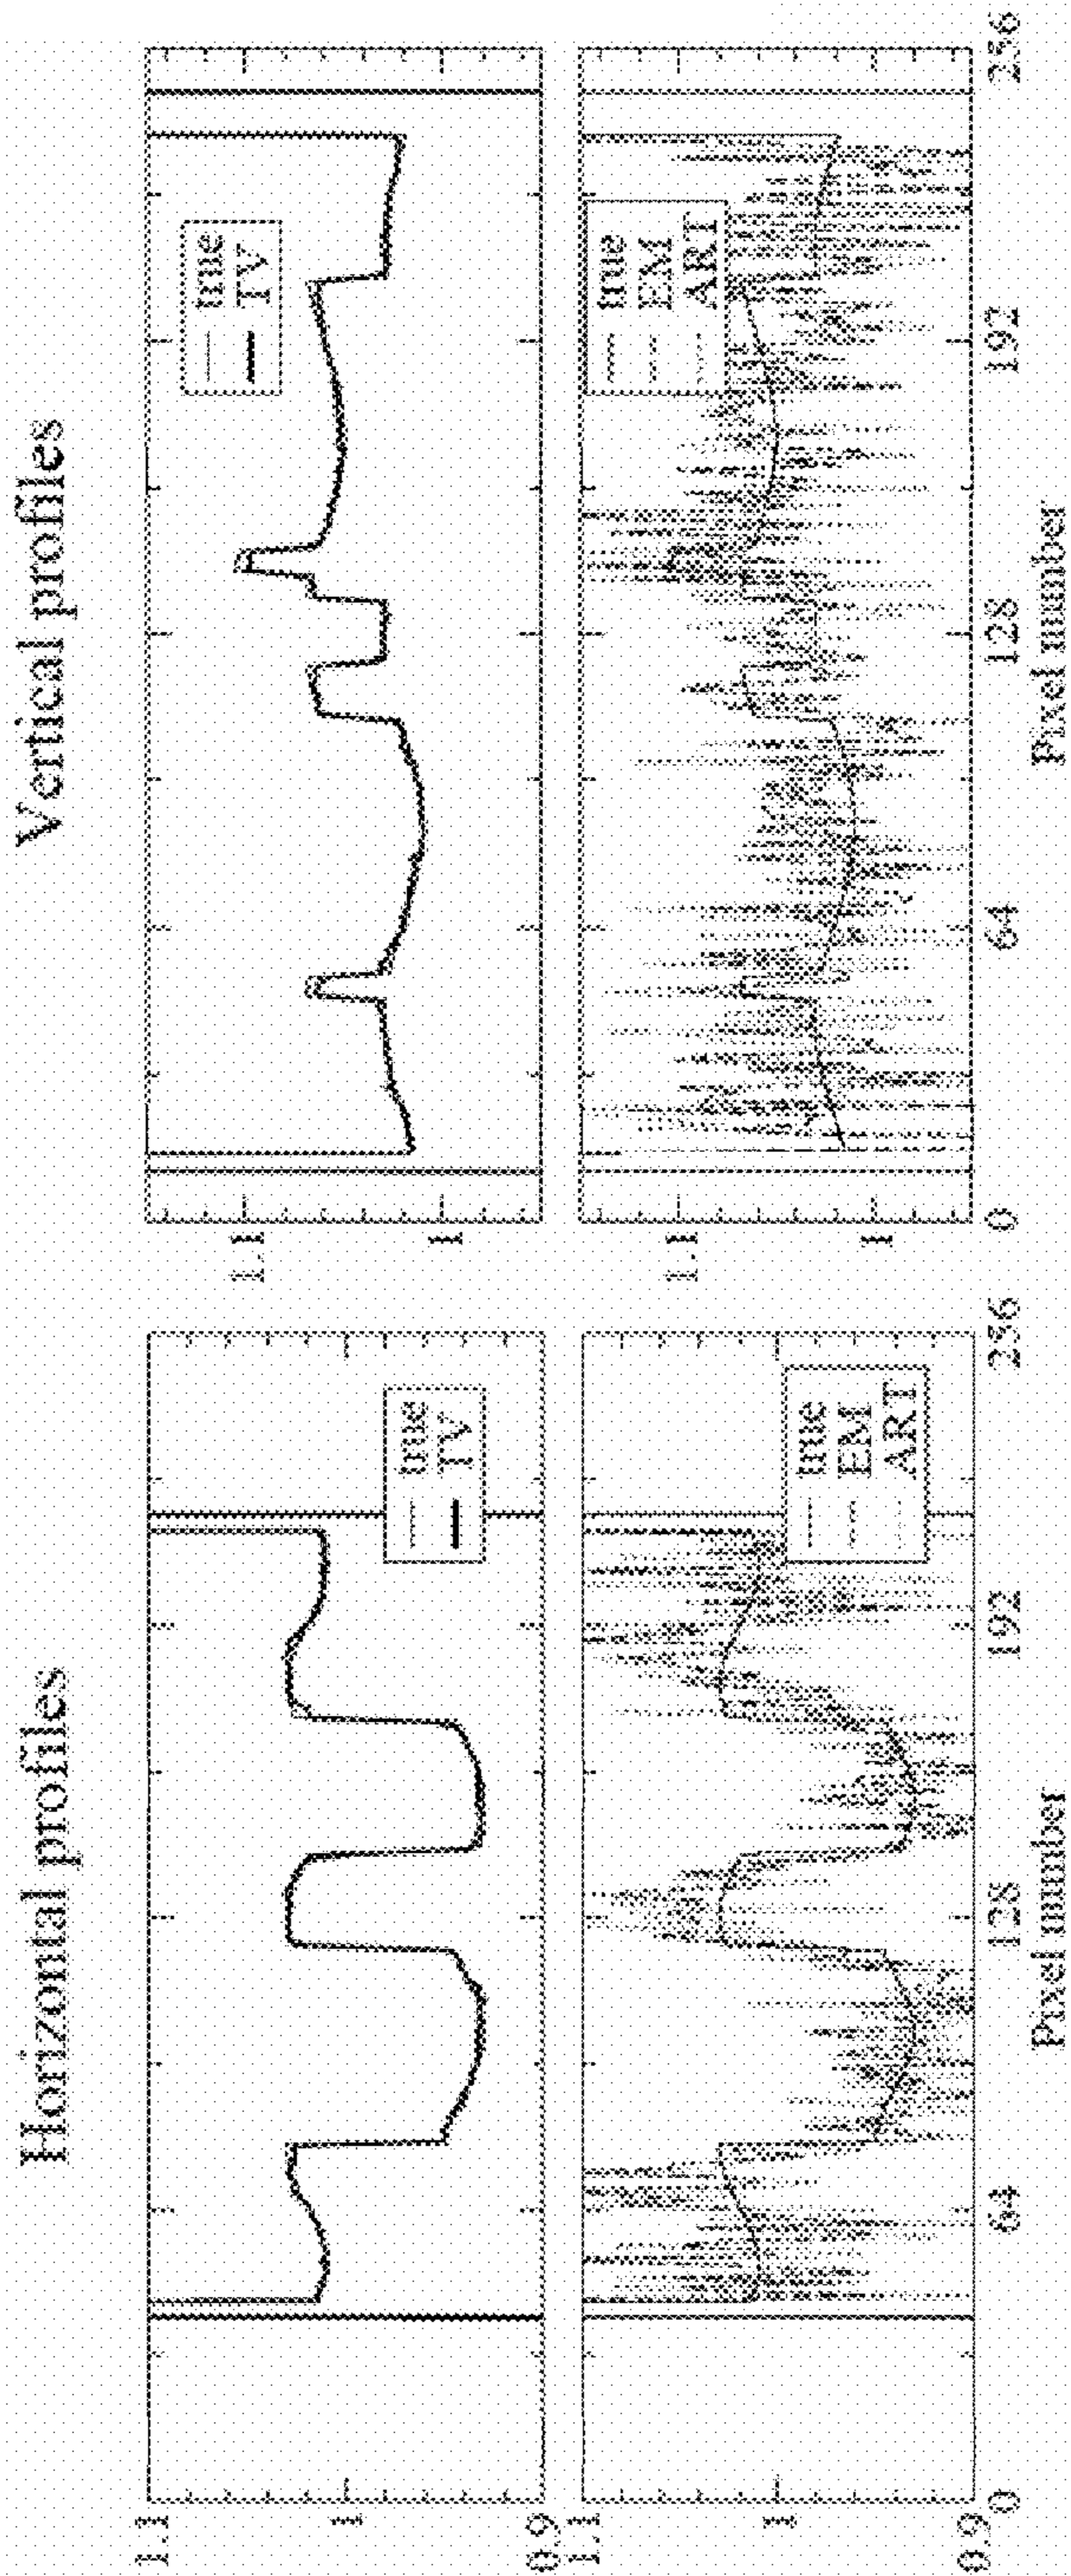 Horizontal profiles
1.1
1
0.9
true
TV
1.1
1
0.9
true
EM
ART
0
64
128
192
256
Pixel number
Vertical profiles
1.1
1
true
TV
1.1
1
true
EM
ART
0
64
128
192
256
Pixel number